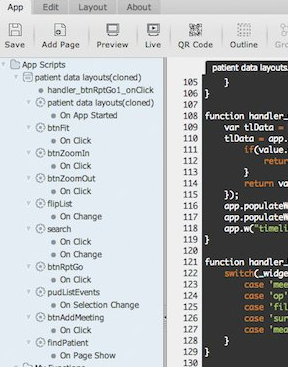 App Edit Layout About
Save Add Page Preview Live QR Code Outline Gro
App Scripts
patient data layouts(cloned)
handler_btnRptGo1_onClick
patient data layouts(cloned)
On App Started
btnFit
On Click
btnZoomIn
On Click
btnZoomOut
On Click
flipList
On Change
search
On Click
On Change
btnRptGo
On Click
pudListEvents
On Selection Change
btnAddMeeting
On Click
findPatient
On Page Show
My Functions
patient data layouts
105 }
106 }
107
108 function handler_
109 var tlData =
110 tlData = app.
111 if(value.
112 retur
113 }
114 return va
115 });
116 app.populateW
117 app.populateW
118 app.w("timeli
119 }
120
121 function handler_
122 switch(_widge
123 case 'mee
124 case 'op'
125 case 'fil
126 case 'sur
127 case 'mea
128 }
129 }